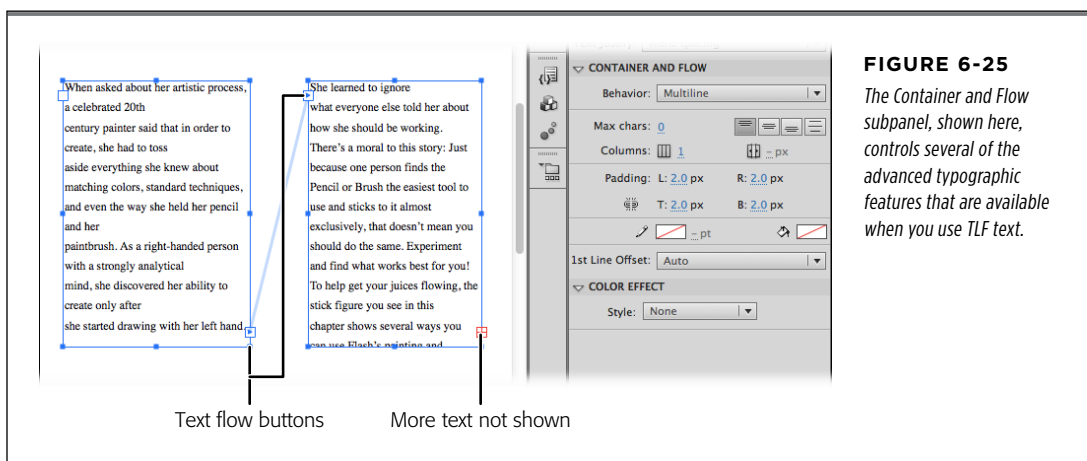 When asked about her artistic process,
a celebrated 20th
century painter said that in order to
create, she had to toss
aside everything she knew about
matching colors, standard techniques,
and even the way she held her pencil
and her
paintbrush. As a right-handed person
with a strongly analytical
mind, she discovered her ability to
create only after
she started drawing with her left hand.
She learned to ignore
what everyone else told her about
how she should be working.
There's a moral to this story: Just
because one person finds the
Pencil or Brush the easiest tool to
use and sticks to it almost
exclusively, that doesn't mean you
should do the same. Experiment
and find what works best for you!
To help get your juices flowing, the
stick figure you see in this
chapter shows several ways you
can use Flash's painting and
Text flow buttons
More text not shown
CONTAINER AND FLOW
Behavior: Multiline
Max chars: 0
Columns: 1 – px
Padding: L: 2.0 px R: 2.0 px
T: 2.0 px B: 2.0 px
– pt
1st Line Offset: Auto
COLOR EFFECT
Style: None
FIGURE 6-25
The Container and Flow
subpanel, shown here,
controls several of the
advanced typographic
features that are available
when you use TLF text.